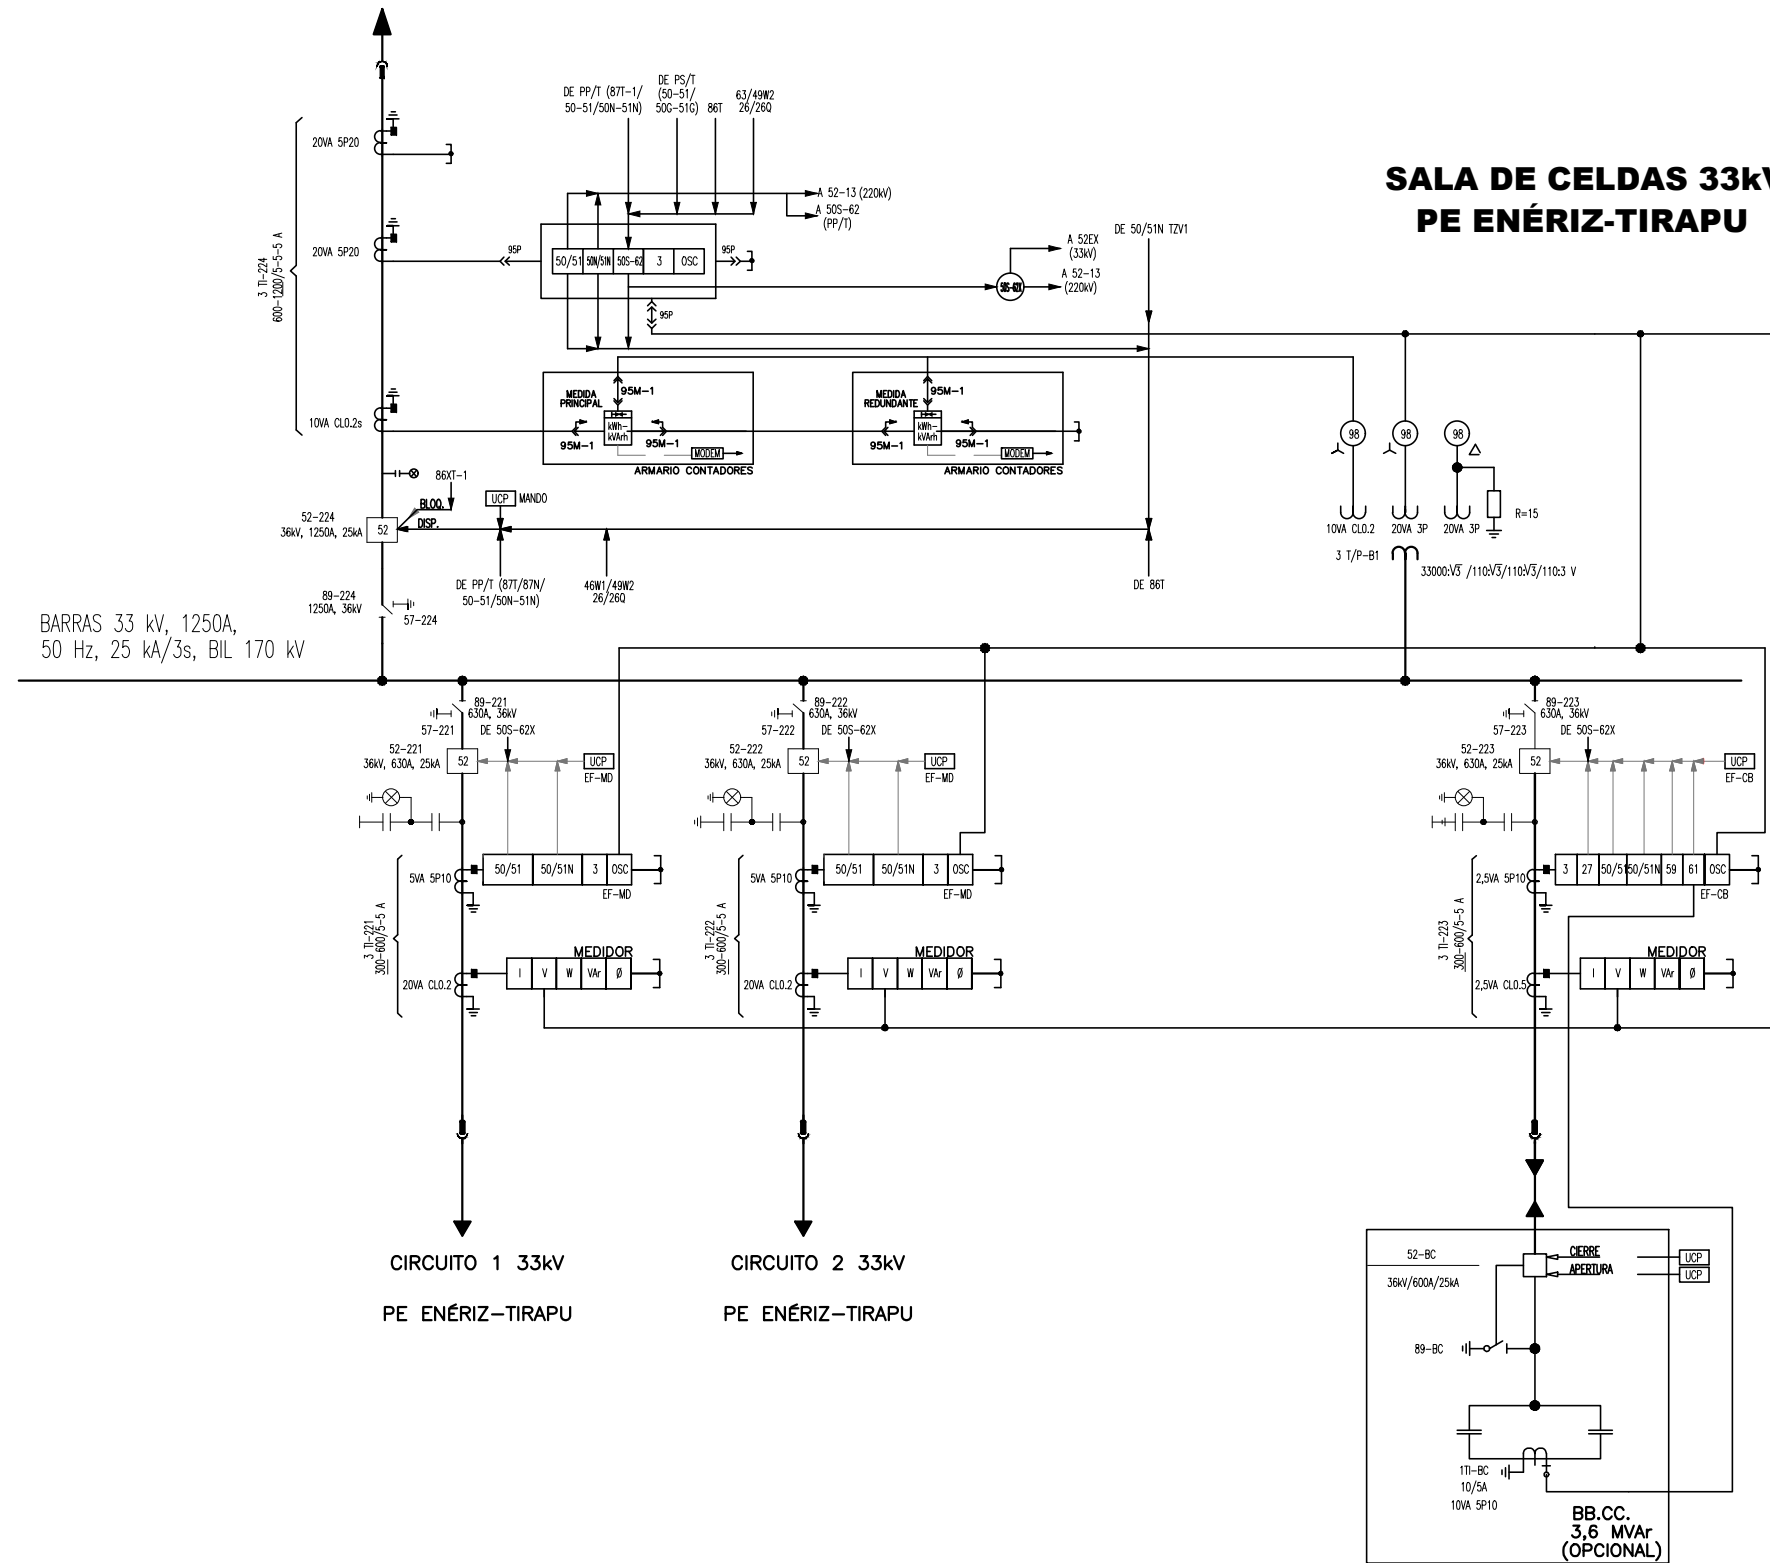 SALA DE CELDAS 33kV
PE ENÉRIZ-TIRAPU
DE PP/T (87T-1/
50-51/50N-51N)
DE PS/T
(50-51/
50G-51G)
86T
63/49W2
26/26Q
20VA 5P20
A 52-13 (220kV)
A 50S-62
(PP/T)
3 TI-224
600-1200/5-5-5 A
20VA 5P20
95P
50/51
50N/51N
50S-62
3
OSC
95P
95P
50S-62X
A 52EX
(33kV)
A 52-13
(220kV)
DE 50/51N TZV1
10VA CL0.2s
MEDIDA
PRINCIPAL
95M-1
kWh-
kVArh
95M-1
95M-1
MODEM
ARMARIO CONTADORES
MEDIDA
REDUNDANTE
95M-1
kWh-
kVArh
95M-1
95M-1
MODEM
ARMARIO CONTADORES
98
98
98
10VA CL0.2
20VA 3P
20VA 3P
R=15
3 T/P-B1
33000:√3 /110:√3/110:√3/110:3 V
86XT-1
BLOQ.
DISP.
UCP
MANDO
52-224
36kV, 1250A, 25kA
52
DE PP/T (87T/87N/
50-51/50N-51N)
46W1/49W2
26/26Q
DE 86T
89-224
1250A, 36kV
57-224
BARRAS 33 kV, 1250A,
50 Hz, 25 kA/3s, BIL 170 kV
89-221
630A, 36kV
57-221
DE 50S-62X
52-221
36kV, 630A, 25kA
52
UCP
EF-MD
5VA 5P10
50/51
50/51N
3
OSC
EF-MD
3 TI-221
300-600/5-5 A
MEDIDOR
20VA CL0.2
I
V
W
VAr
Ø
CIRCUITO 1 33kV
PE ENÉRIZ-TIRAPU
89-222
630A, 36kV
57-222
DE 50S-62X
52-222
36kV, 630A, 25kA
52
UCP
EF-MD
5VA 5P10
50/51
50/51N
3
OSC
EF-MD
3 TI-222
300-600/5-5 A
MEDIDOR
20VA CL0.2
I
V
W
VAr
Ø
CIRCUITO 2 33kV
PE ENÉRIZ-TIRAPU
89-223
630A, 36kV
57-223
DE 50S-62X
52-223
36kV, 630A, 25kA
52
UCP
EF-CB
2,5VA 5P10
3
27
50/51
50/51N
59
61
OSC
EF-CB
3 TI-223
300-600/5-5 A
MEDIDOR
2,5VA CL0.5
I
V
W
VAr
Ø
52-BC
36kV/600A/25kA
CIERRE
APERTURA
UCP
UCP
89-BC
1TI-BC
10/5A
10VA 5P10
BB.CC.
3,6 MVAr
(OPCIONAL)